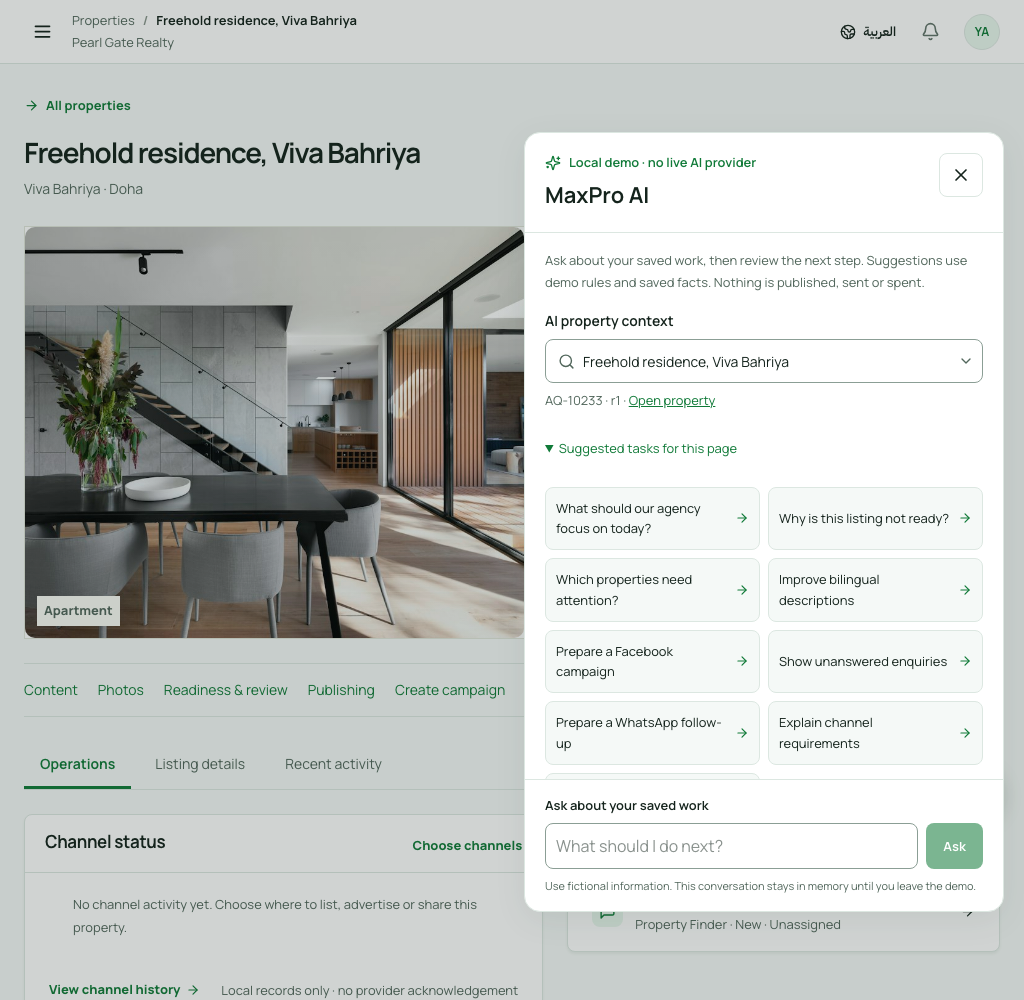 Properties / Freehold residence, Viva Bahriya
Pearl Gate Realty
العربية
YA
All properties
Freehold residence, Viva Bahriya
Viva Bahriya · Doha
Apartment
Content Photos Readiness & review Publishing Create campaign
Operations Listing details Recent activity
Channel status
Choose channels
No channel activity yet. Choose where to list, advertise or share this
property.
View channel history
Local records only · no provider acknowledgement
Local demo · no live AI provider
MaxPro AI
Ask about your saved work, then review the next step. Suggestions use
demo rules and saved facts. Nothing is published, sent or spent.
AI property context
Freehold residence, Viva Bahriya
AQ-10233 · r1 · Open property
Suggested tasks for this page
What should our agency
focus on today?
Why is this listing not ready?
Which properties need
attention?
Improve bilingual
descriptions
Prepare a Facebook
campaign
Show unanswered enquiries
Prepare a WhatsApp follow-
up
Explain channel
requirements
Ask about your saved work
What should I do next?
Ask
Use fictional information. This conversation stays in memory until you leave the demo.
Property Finder · New · Unassigned